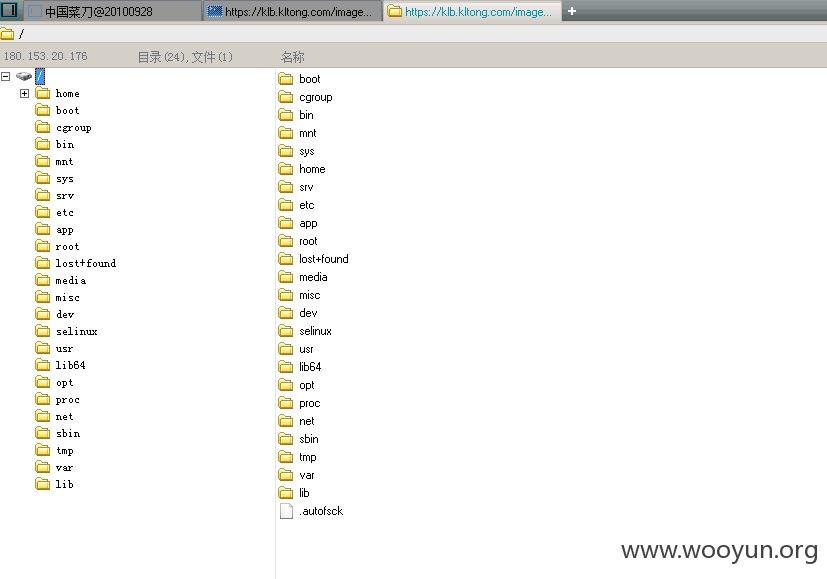 中国菜刀@20100928 https://klb.kltong.com/image... https://klb.kltong.com/image... +
/
180.153.20.176 目录(24),文件(1) 名称
/
home
boot
cgroup
bin
mnt
sys
srv
etc
app
root
lost+found
media
misc
dev
selinux
usr
lib64
opt
proc
net
sbin
tmp
var
lib
boot
cgroup
bin
mnt
sys
home
srv
etc
app
root
lost+found
media
misc
dev
selinux
usr
lib64
opt
proc
net
sbin
tmp
var
lib
.autofsck
www.wooyun.org